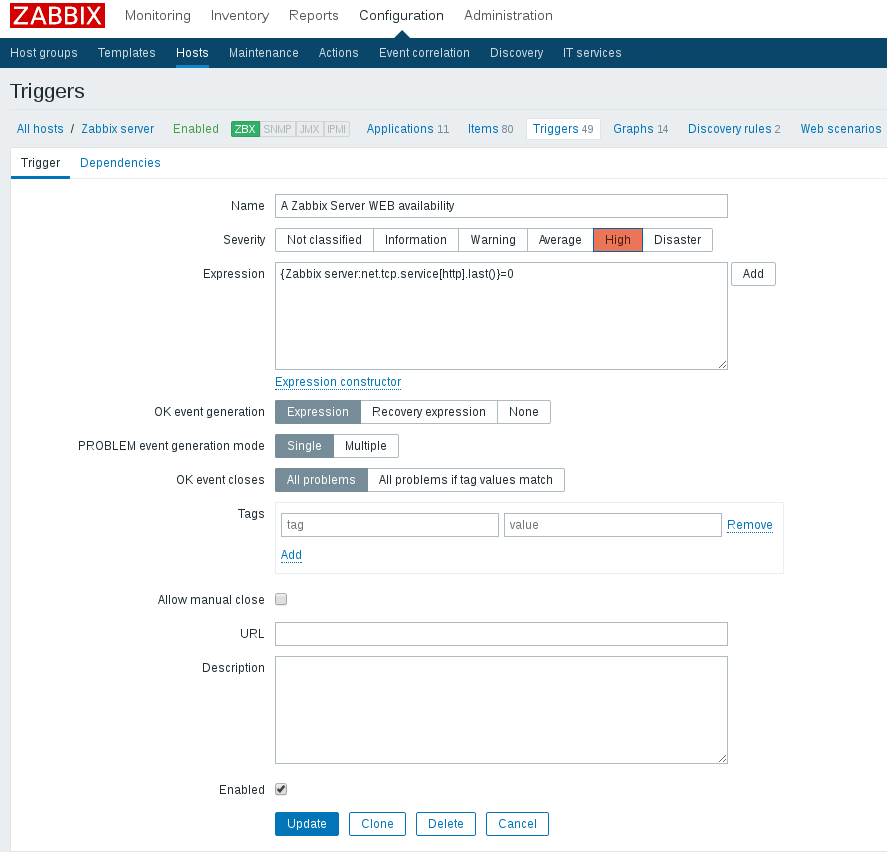 ZABBIX Monitoring Inventory Reports Configuration Administration
Host groups Templates Hosts Maintenance Actions Event correlation Discovery IT services
Triggers
All hosts / Zabbix server Enabled ZBX SNMP JMX IPMI Applications 11 Items 80 Triggers 49 Graphs 14 Discovery rules 2 Web scenarios
Trigger Dependencies
Name A Zabbix Server WEB availability
Severity Not classified Information Warning Average High Disaster
Expression {Zabbix server:net.tcp.service[http].last()}=0 Add
Expression constructor
OK event generation Expression Recovery expression None
PROBLEM event generation mode Single Multiple
OK event closes All problems All problems if tag values match
Tags tag value Remove
Add
Allow manual close
URL
Description
Enabled
Update Clone Delete Cancel